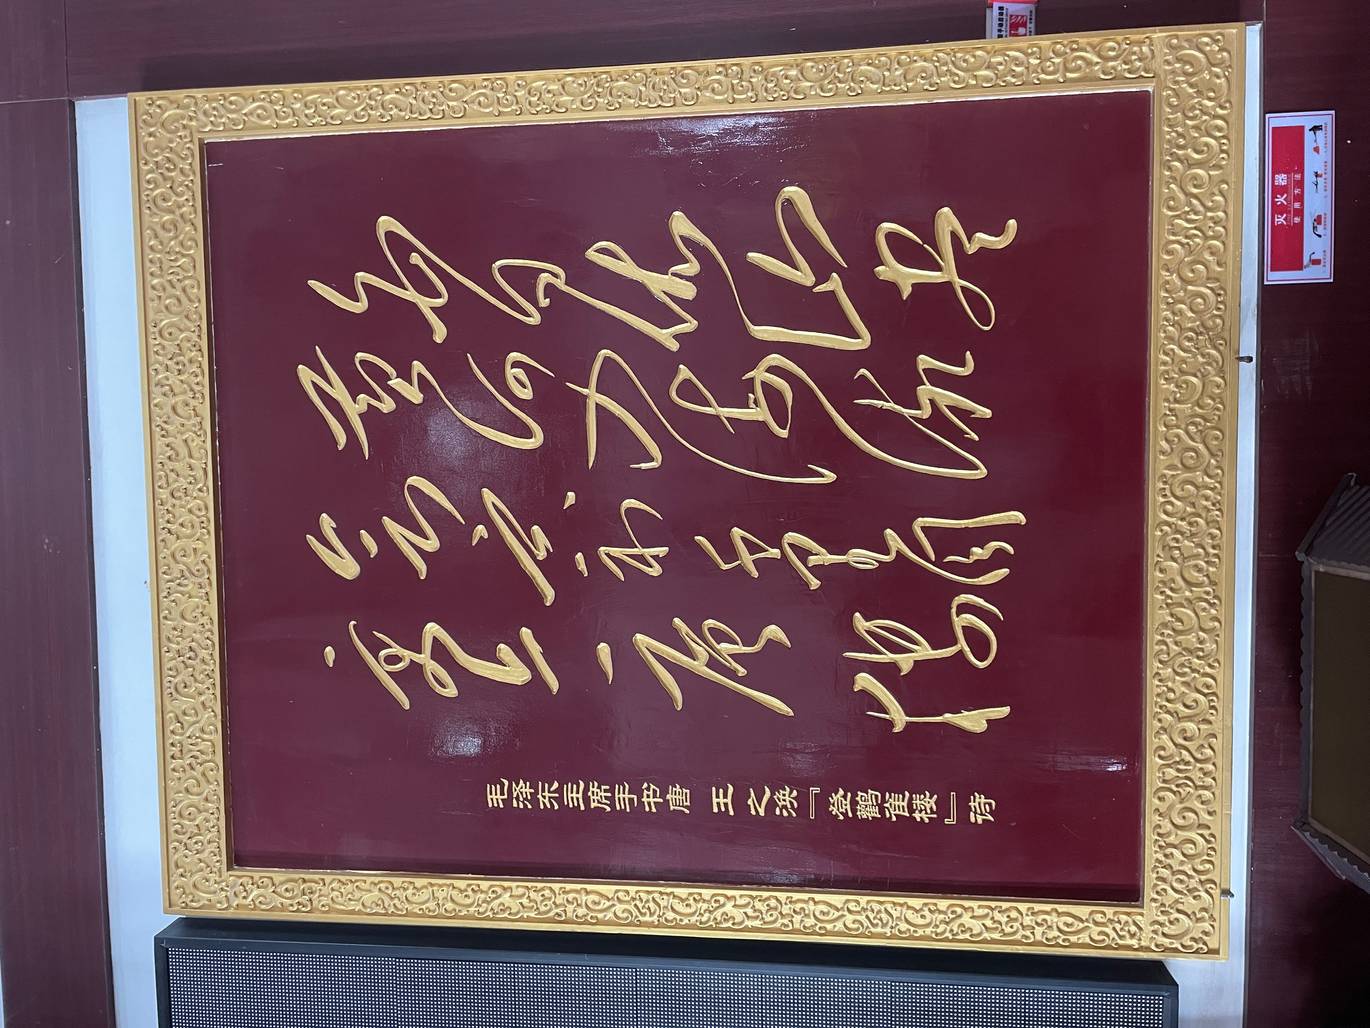 白日依山尽
黄河入海流
欲穷千里目
更上一层楼
毛泽东主席手书唐 王之涣『登鹳雀楼』诗
灭火器
使用方法